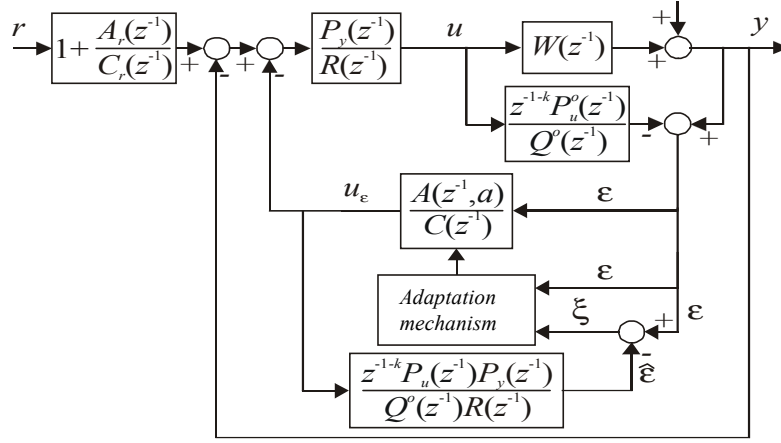 r 1+ A_r(z^{-1}) / C_r(z^{-1}) + - + - P_y(z^{-1}) / R(z^{-1}) u W(z^{-1}) + + y
z^{-1-k} P_u^o(z^{-1}) / Q^o(z^{-1}) - +
u_ε A(z^{-1},a) / C(z^{-1}) ε
Adaptation ε
mechanism ξ + ε
- ε̂
z^{-1-k} P_u(z^{-1}) P_y(z^{-1}) / Q^o(z^{-1}) R(z^{-1})